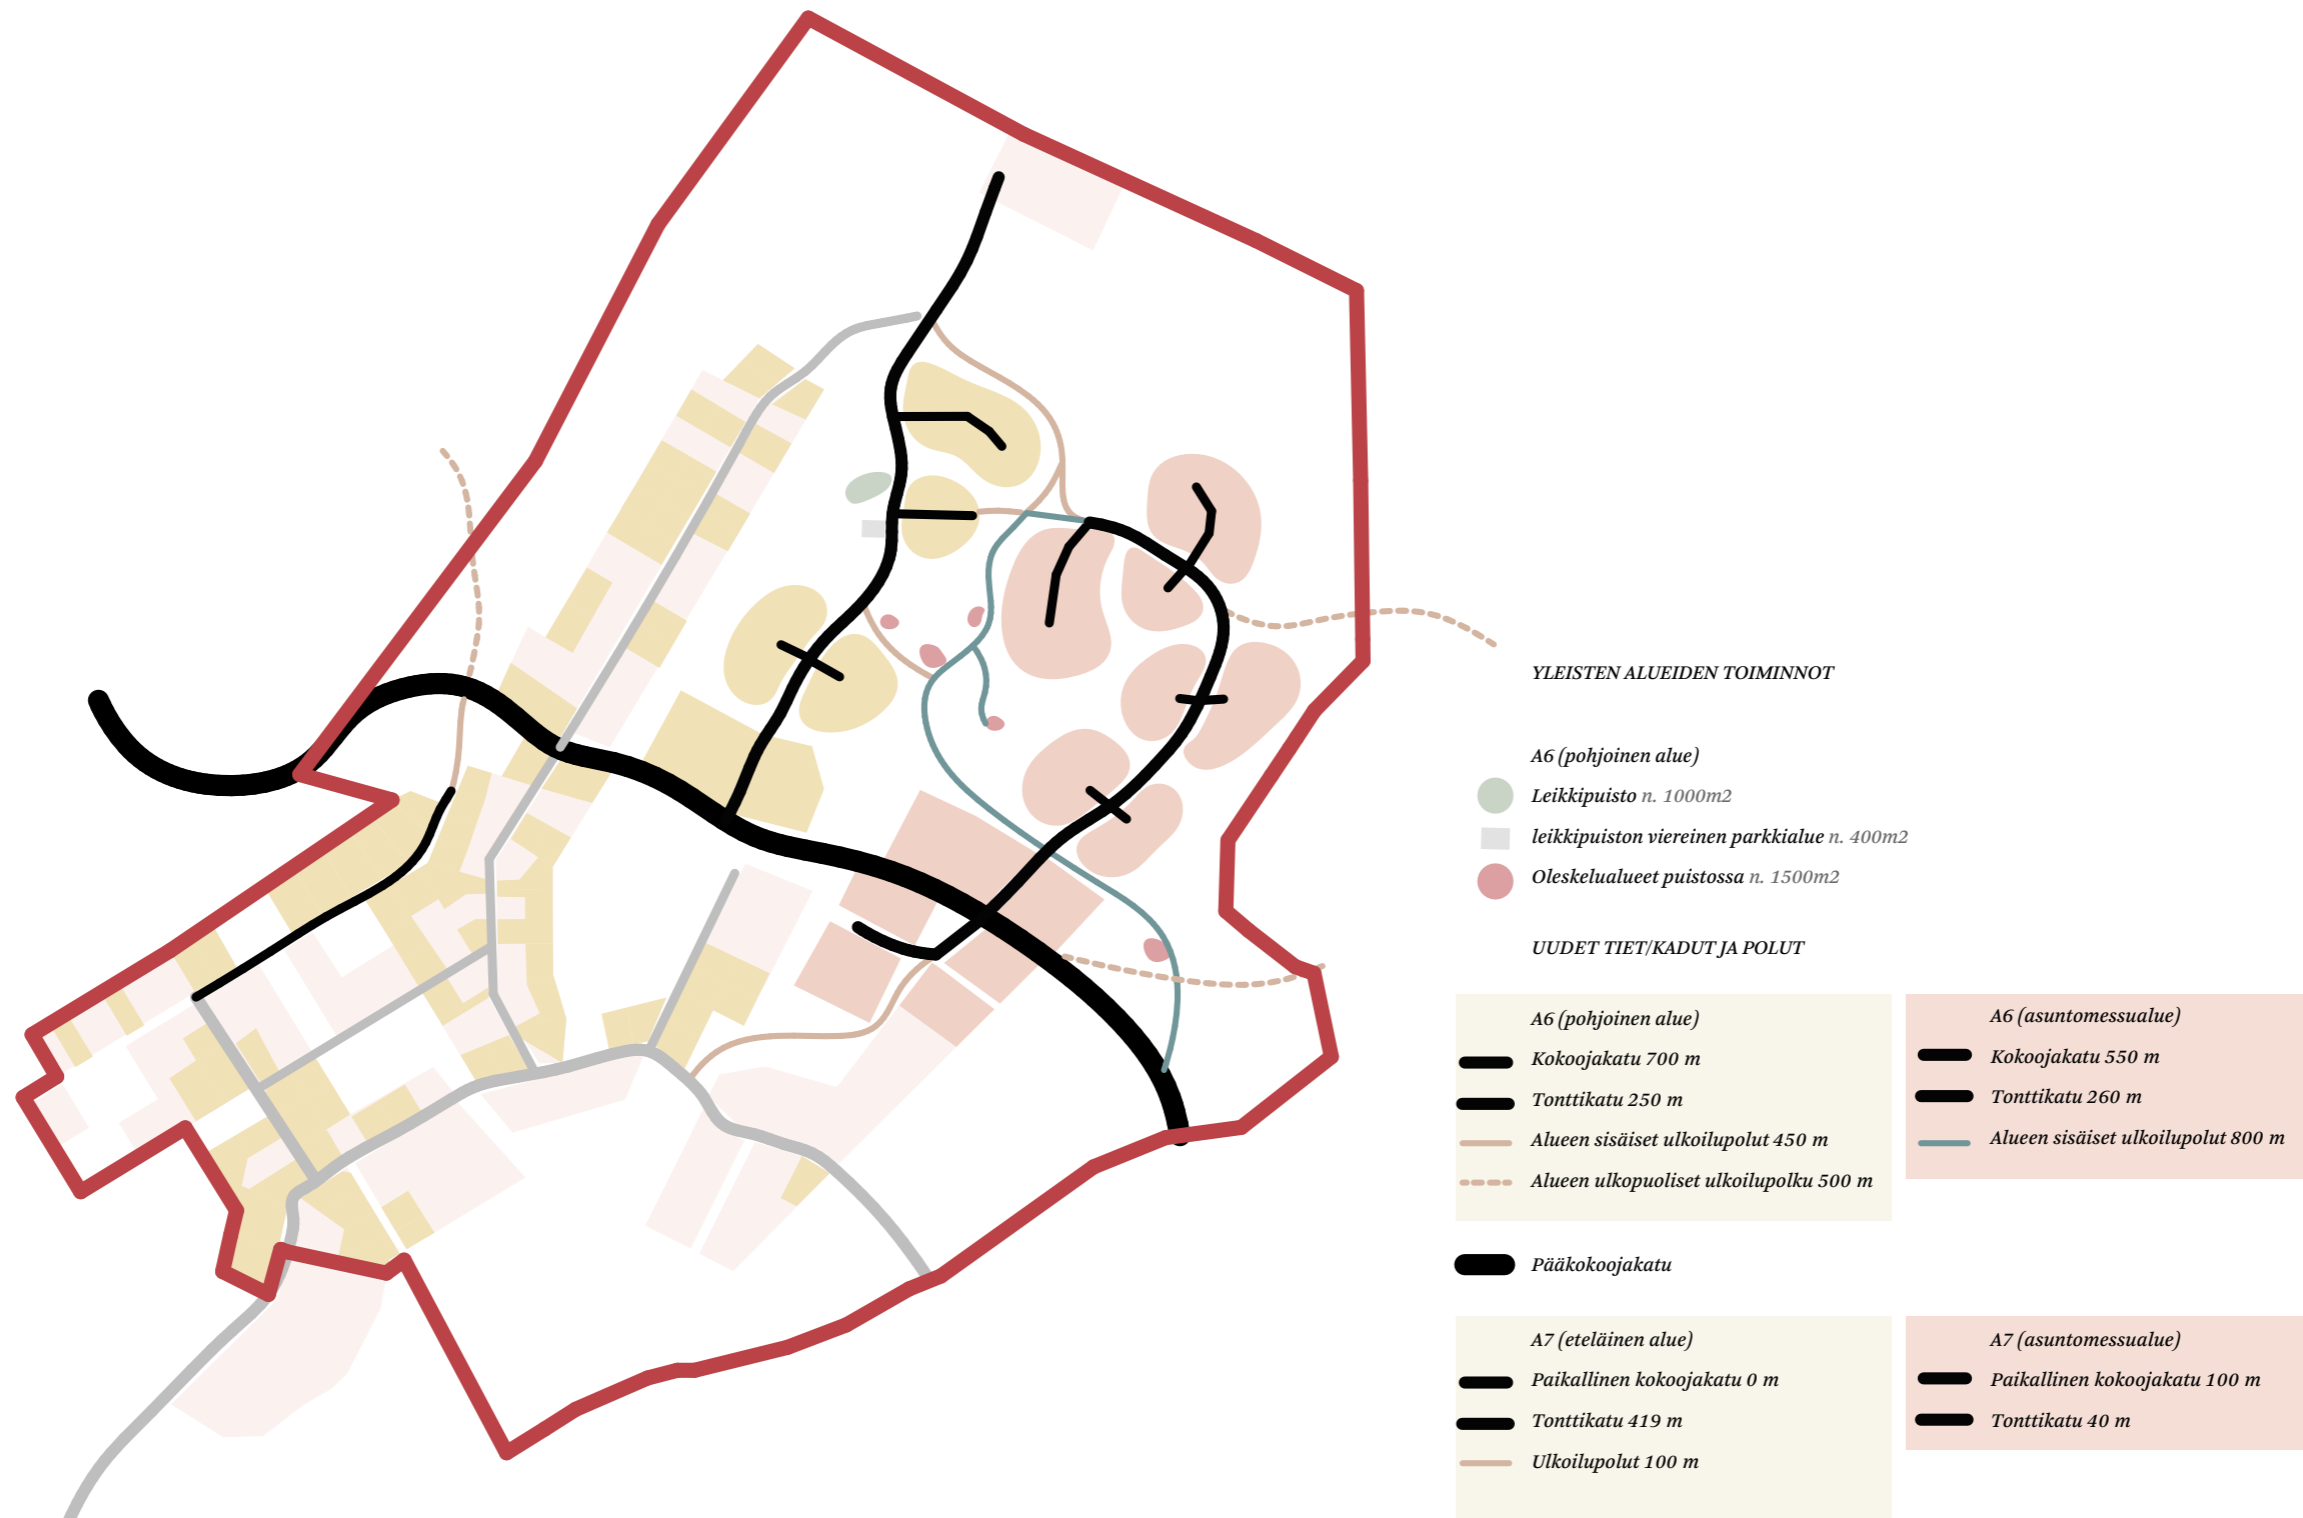 YLEISTEN ALUEIDEN TOIMINNOT
A6 (pohjoinen alue)
Leikkipuisto n. 1000m2
leikkipuiston viereinen parkkialue n. 400m2
Oleskelualueet puistossa n. 1500m2
UUDET TIET/KADUT JA POLUT
A6 (pohjoinen alue)
Kokoojakatu 700 m
Tonttikatu 250 m
Alueen sisäiset ulkoilupolut 450 m
Alueen ulkopuoliset ulkoilupolku 500 m
A6 (asuntomessualue)
Kokoojakatu 550 m
Tonttikatu 260 m
Alueen sisäiset ulkoilupolut 800 m
Pääkokoojakatu
A7 (eteläinen alue)
Paikallinen kokoojakatu 0 m
Tonttikatu 419 m
Ulkoilupolut 100 m
A7 (asuntomessualue)
Paikallinen kokoojakatu 100 m
Tonttikatu 40 m